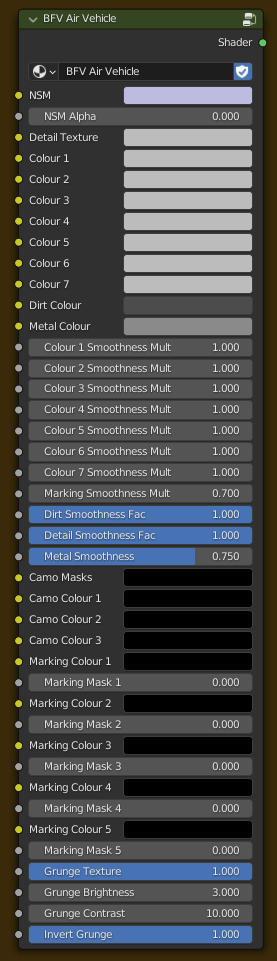 BFV Air Vehicle
Shader
BFV Air Vehicle
NSM
NSM Alpha 0.000
Detail Texture
Colour 1
Colour 2
Colour 3
Colour 4
Colour 5
Colour 6
Colour 7
Dirt Colour
Metal Colour
Colour 1 Smoothness Mult 1.000
Colour 2 Smoothness Mult 1.000
Colour 3 Smoothness Mult 1.000
Colour 4 Smoothness Mult 1.000
Colour 5 Smoothness Mult 1.000
Colour 6 Smoothness Mult 1.000
Colour 7 Smoothness Mult 1.000
Marking Smoothness Mult 0.700
Dirt Smoothness Fac 1.000
Detail Smoothness Fac 1.000
Metal Smoothness 0.750
Camo Masks
Camo Colour 1
Camo Colour 2
Camo Colour 3
Marking Colour 1
Marking Mask 1 0.000
Marking Colour 2
Marking Mask 2 0.000
Marking Colour 3
Marking Mask 3 0.000
Marking Colour 4
Marking Mask 4 0.000
Marking Colour 5
Marking Mask 5 0.000
Grunge Texture 1.000
Grunge Brightness 3.000
Grunge Contrast 10.000
Invert Grunge 1.000